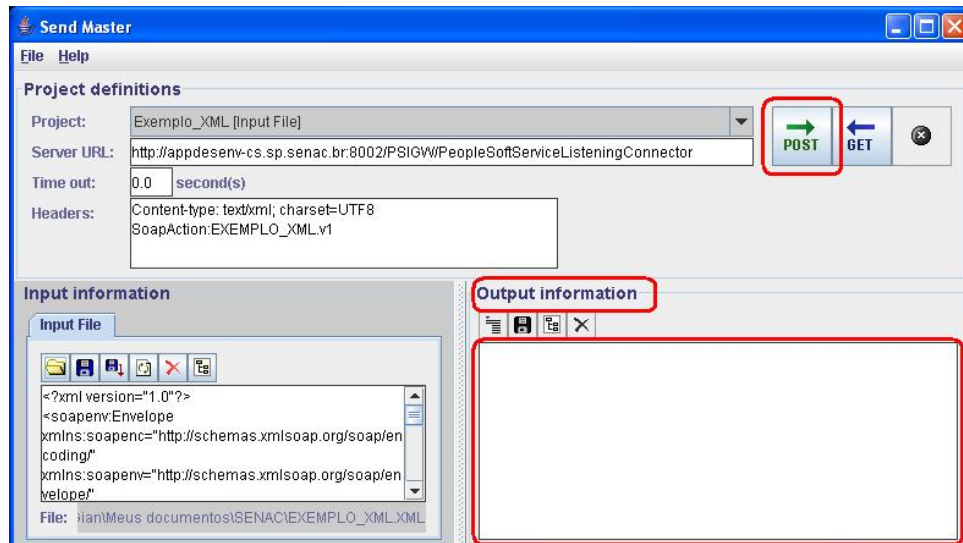 Send Master
File Help
Project definitions
Project: Exemplo_XML [Input File]
Server URL: http://appdesenv-cs.sp.senac.br:8002/PSIGW/PeopleSoftServiceListeningConnector
POST GET
Time out: 0.0 second(s)
Headers: Content-type: text/xml; charset=UTF8
SoapAction:EXEMPLO_XML.v1
Input information
Input File
<?xml version="1.0"?>
<soapenv:Envelope
xmlns:soapenc="http://schemas.xmlsoap.org/soap/en
coding/"
xmlns:soapenv="http://schemas.xmlsoap.org/soap/en
velope/"
File: ian\Meus documentos\SENAC\EXEMPLO_XML.XML
Output information